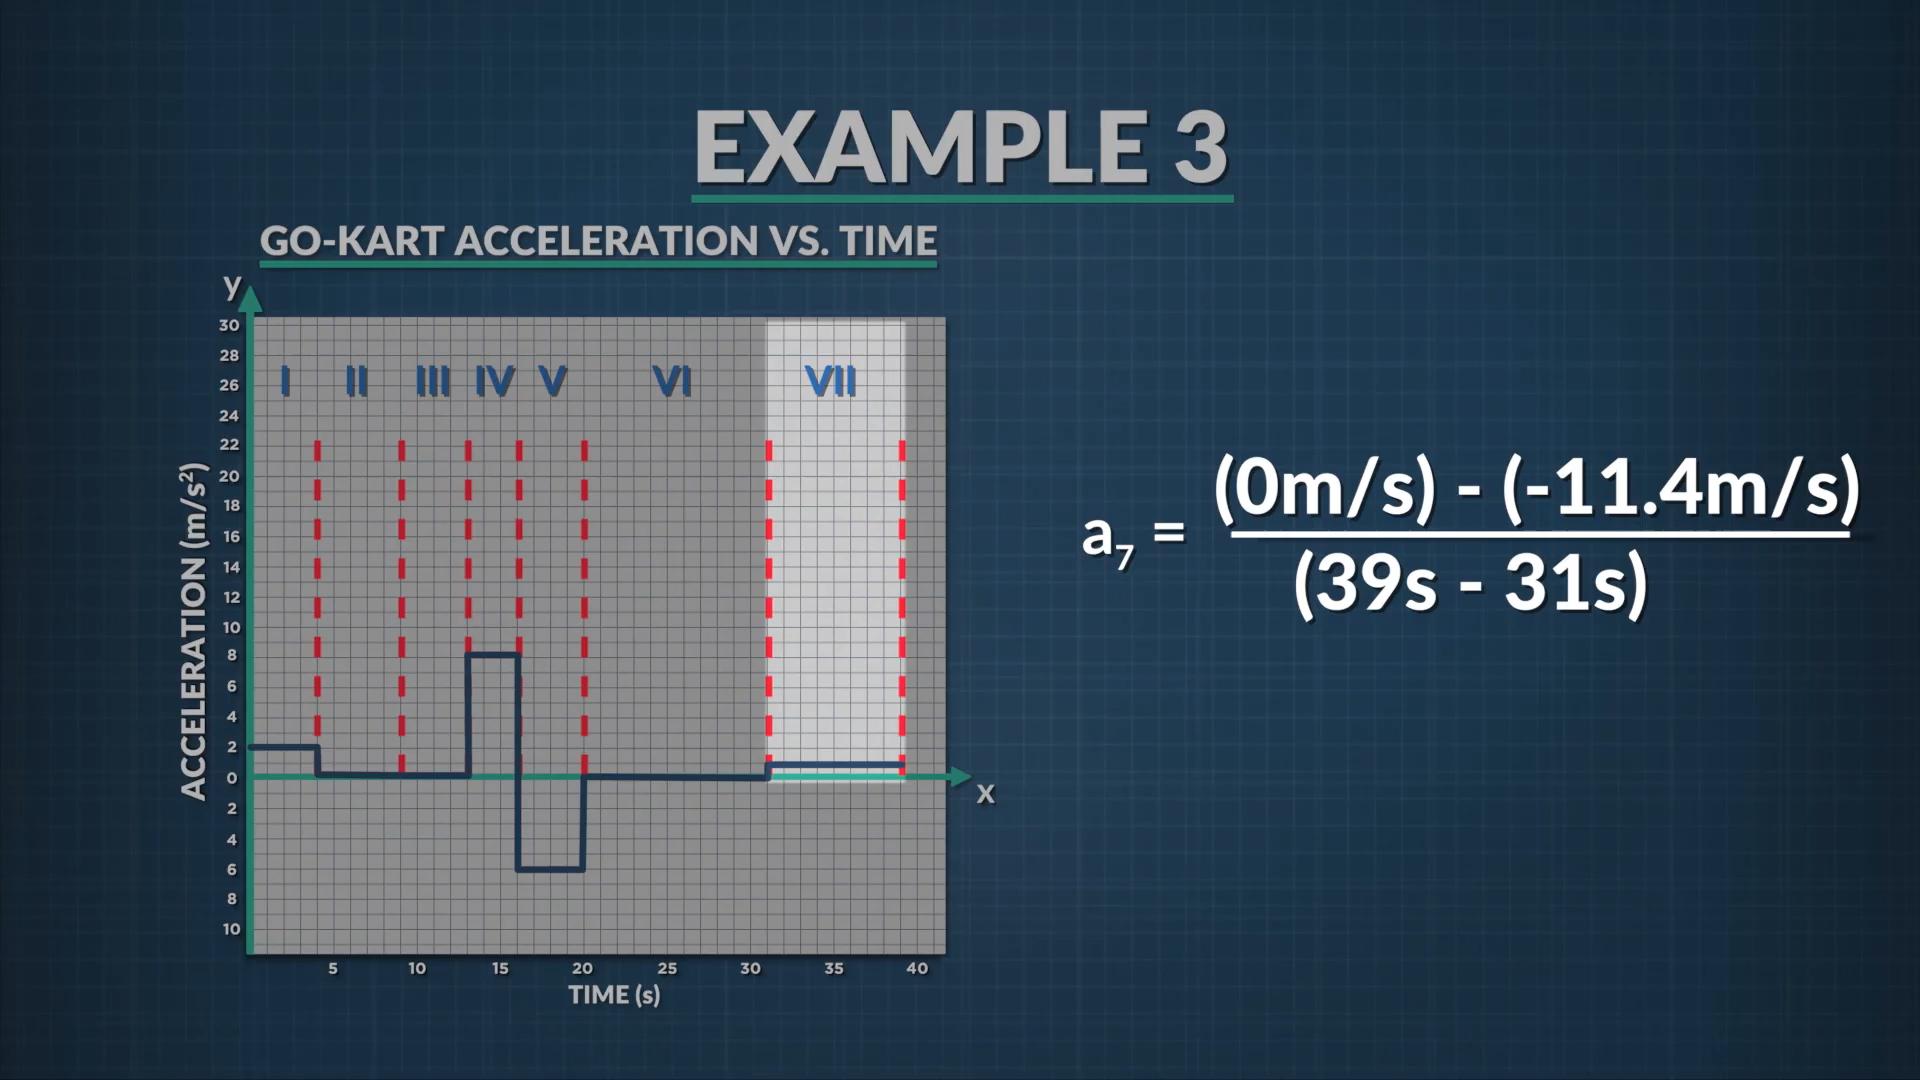 EXAMPLE 3
GO-KART ACCELERATION VS. TIME
y
30
28
26
24
22
20
18
16
14
12
10
8
6
4
2
0
2
4
6
8
10
ACCELERATION (m/s²)
I II III IV V VI VII
x
5 10 15 20 25 30 35 40
TIME (s)
a₇ = (0m/s) - (-11.4m/s)
(39s - 31s)